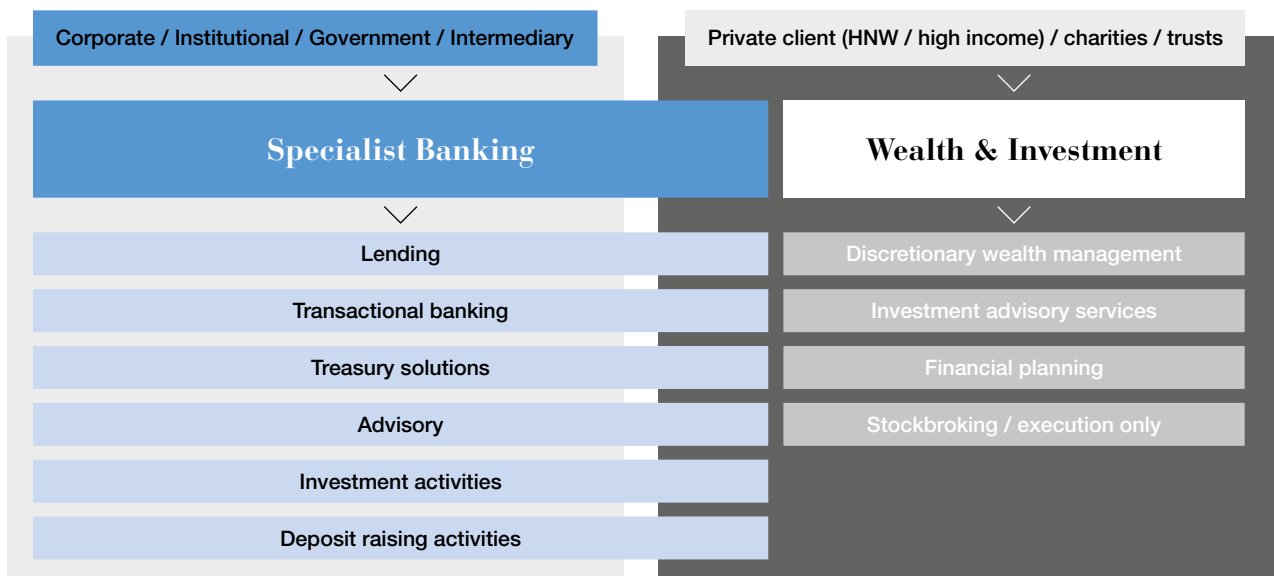 Corporate / Institutional / Government / Intermediary
Private client (HNW / high income) / charities / trusts
Specialist Banking
Wealth & Investment
Lending
Transactional banking
Treasury solutions
Advisory
Investment activities
Deposit raising activities
Discretionary wealth management
Investment advisory services
Financial planning
Stockbroking / execution only